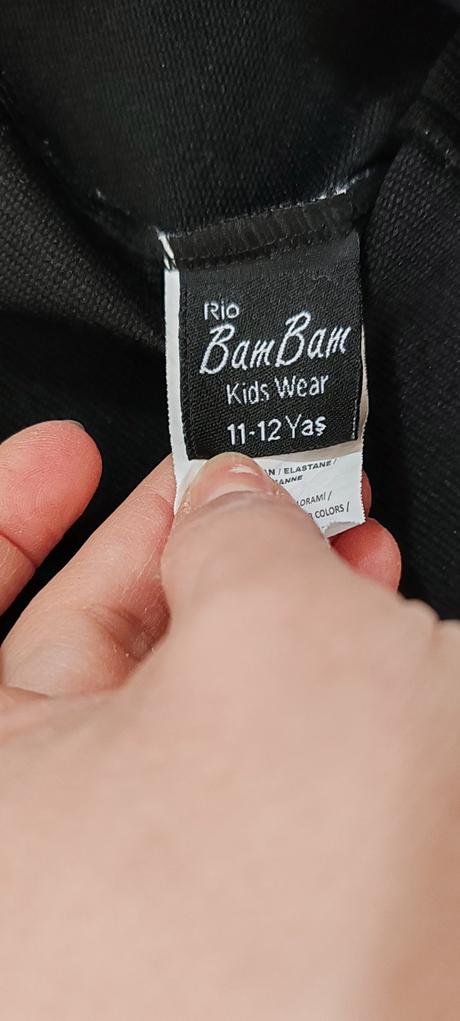 Rio
BamBam
Kids Wear
11-12 Yaş
/ ELASTANE /
COLORS /